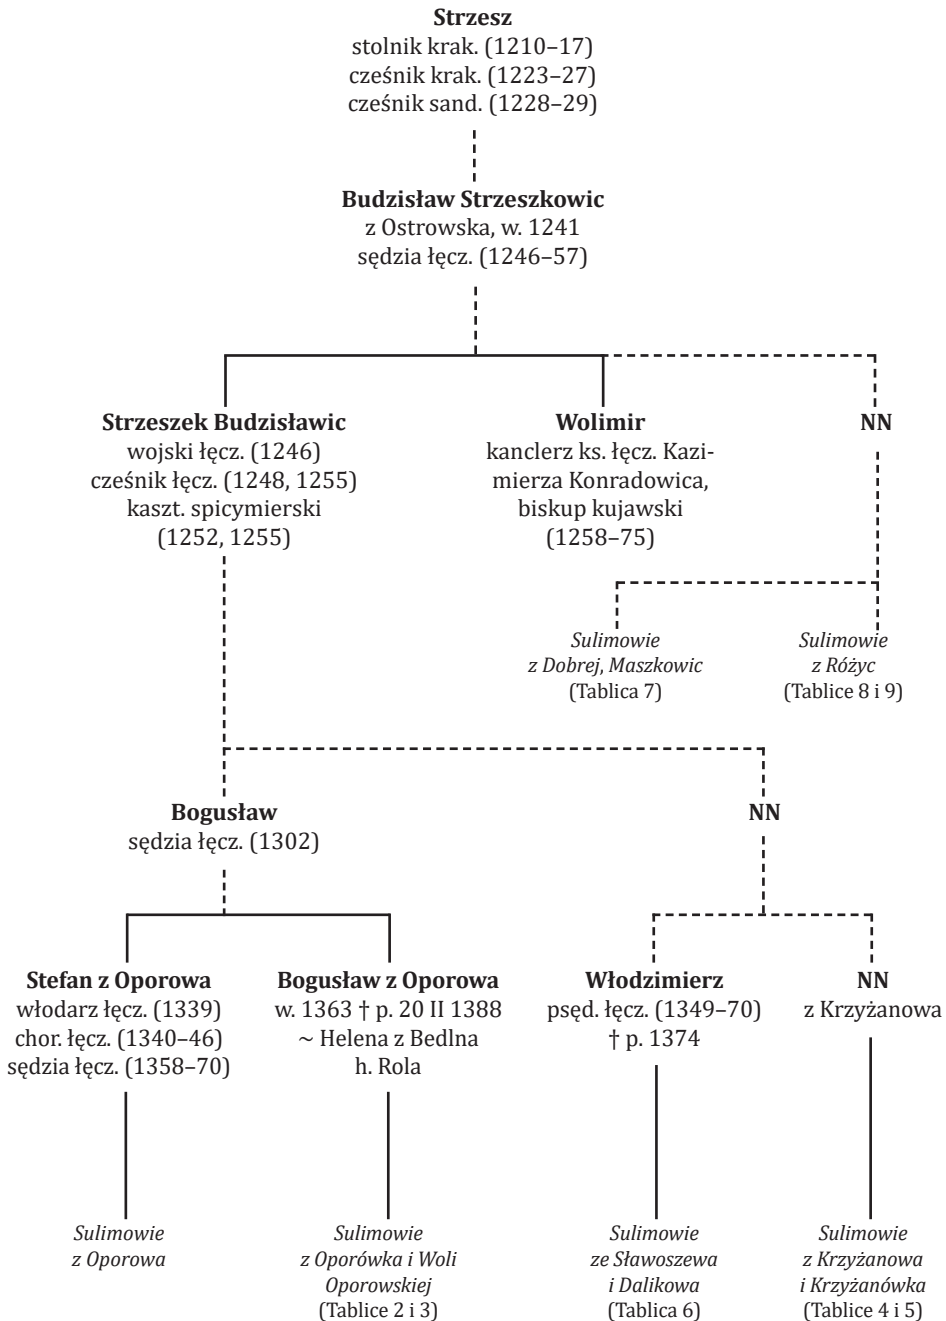 Strzesz
stolnik krak. (1210–17)
cześnik krak. (1223–27)
cześnik sand. (1228–29)
Budzisław Strzeszkowic
z Ostrowska, w. 1241
sędzia łęcz. (1246–57)
Strzeszek Budzisławic
wojski łęcz. (1246)
cześnik łęcz. (1248, 1255)
kaszt. spicymierski
(1252, 1255)
Wolimir
kanclerz ks. łęcz. Kazi-
mierza Konradowica,
biskup kujawski
(1258–75)
NN
Sulimowie
z Dobrej, Maszkowic
(Tablica 7)
Sulimowie
z Różyc
(Tablice 8 i 9)
Bogusław
sędzia łęcz. (1302)
NN
Stefan z Oporowa
włodarz łęcz. (1339)
chor. łęcz. (1340–46)
sędzia łęcz. (1358–70)
Bogusław z Oporowa
w. 1363 † p. 20 II 1388
~ Helena z Bedlna
h. Rola
Włodzimierz
psęd. łęcz. (1349–70)
† p. 1374
NN
z Krzyżanowa
Sulimowie
z Oporowa
Sulimowie
z Oporówka i Woli
Oporowskiej
(Tablice 2 i 3)
Sulimowie
ze Sławoszewa
i Dalikowa
(Tablica 6)
Sulimowie
z Krzyżanowa
i Krzyżanówka
(Tablice 4 i 5)